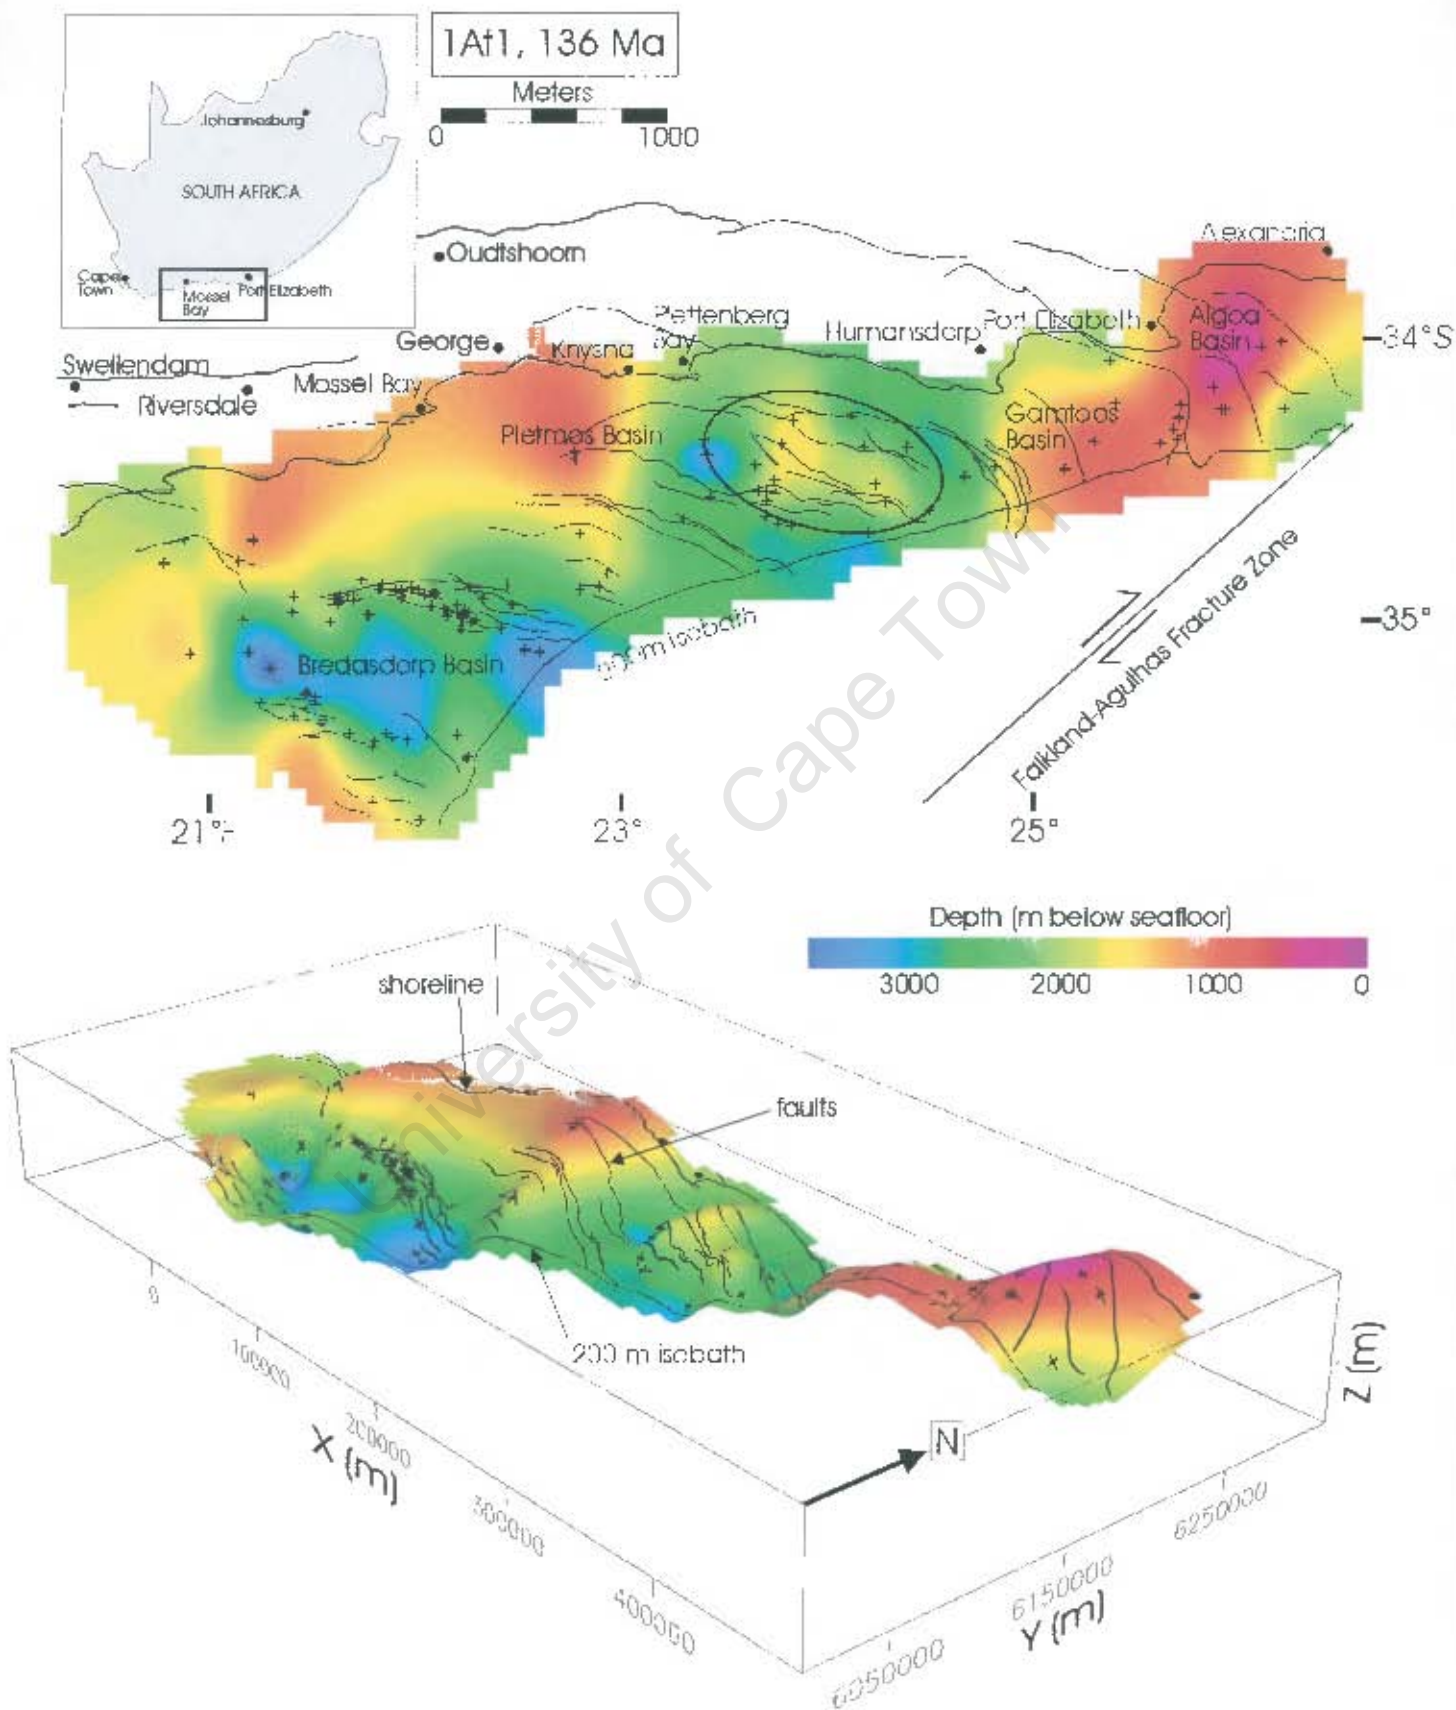 1At1, 136 Ma
Meters
0 1000
Johannesburg
SOUTH AFRICA
Cape
Town
Mossel
Bay
Port Elizabeth
Oudtshoorn
Alexandria
Plettenberg
Bay
Humansdorp
Port Elizabeth
Algoa
Basin
34°S
George
Knysna
Swellendam
Mossel Bay
Riversdale
Pletmos Basin
Gamtoos
Basin
35°
Bredasdorp Basin
m isobath
Falkland-Agulhas Fracture Zone
21°
23°
25°
Depth (m below seafloor)
3000 2000 1000 0
shoreline
faults
200 m isobath
0
100000
200000
300000
400000
X (m)
N
Z (m)
6250000
6150000
6050000
Y (m)
University of Cape Town